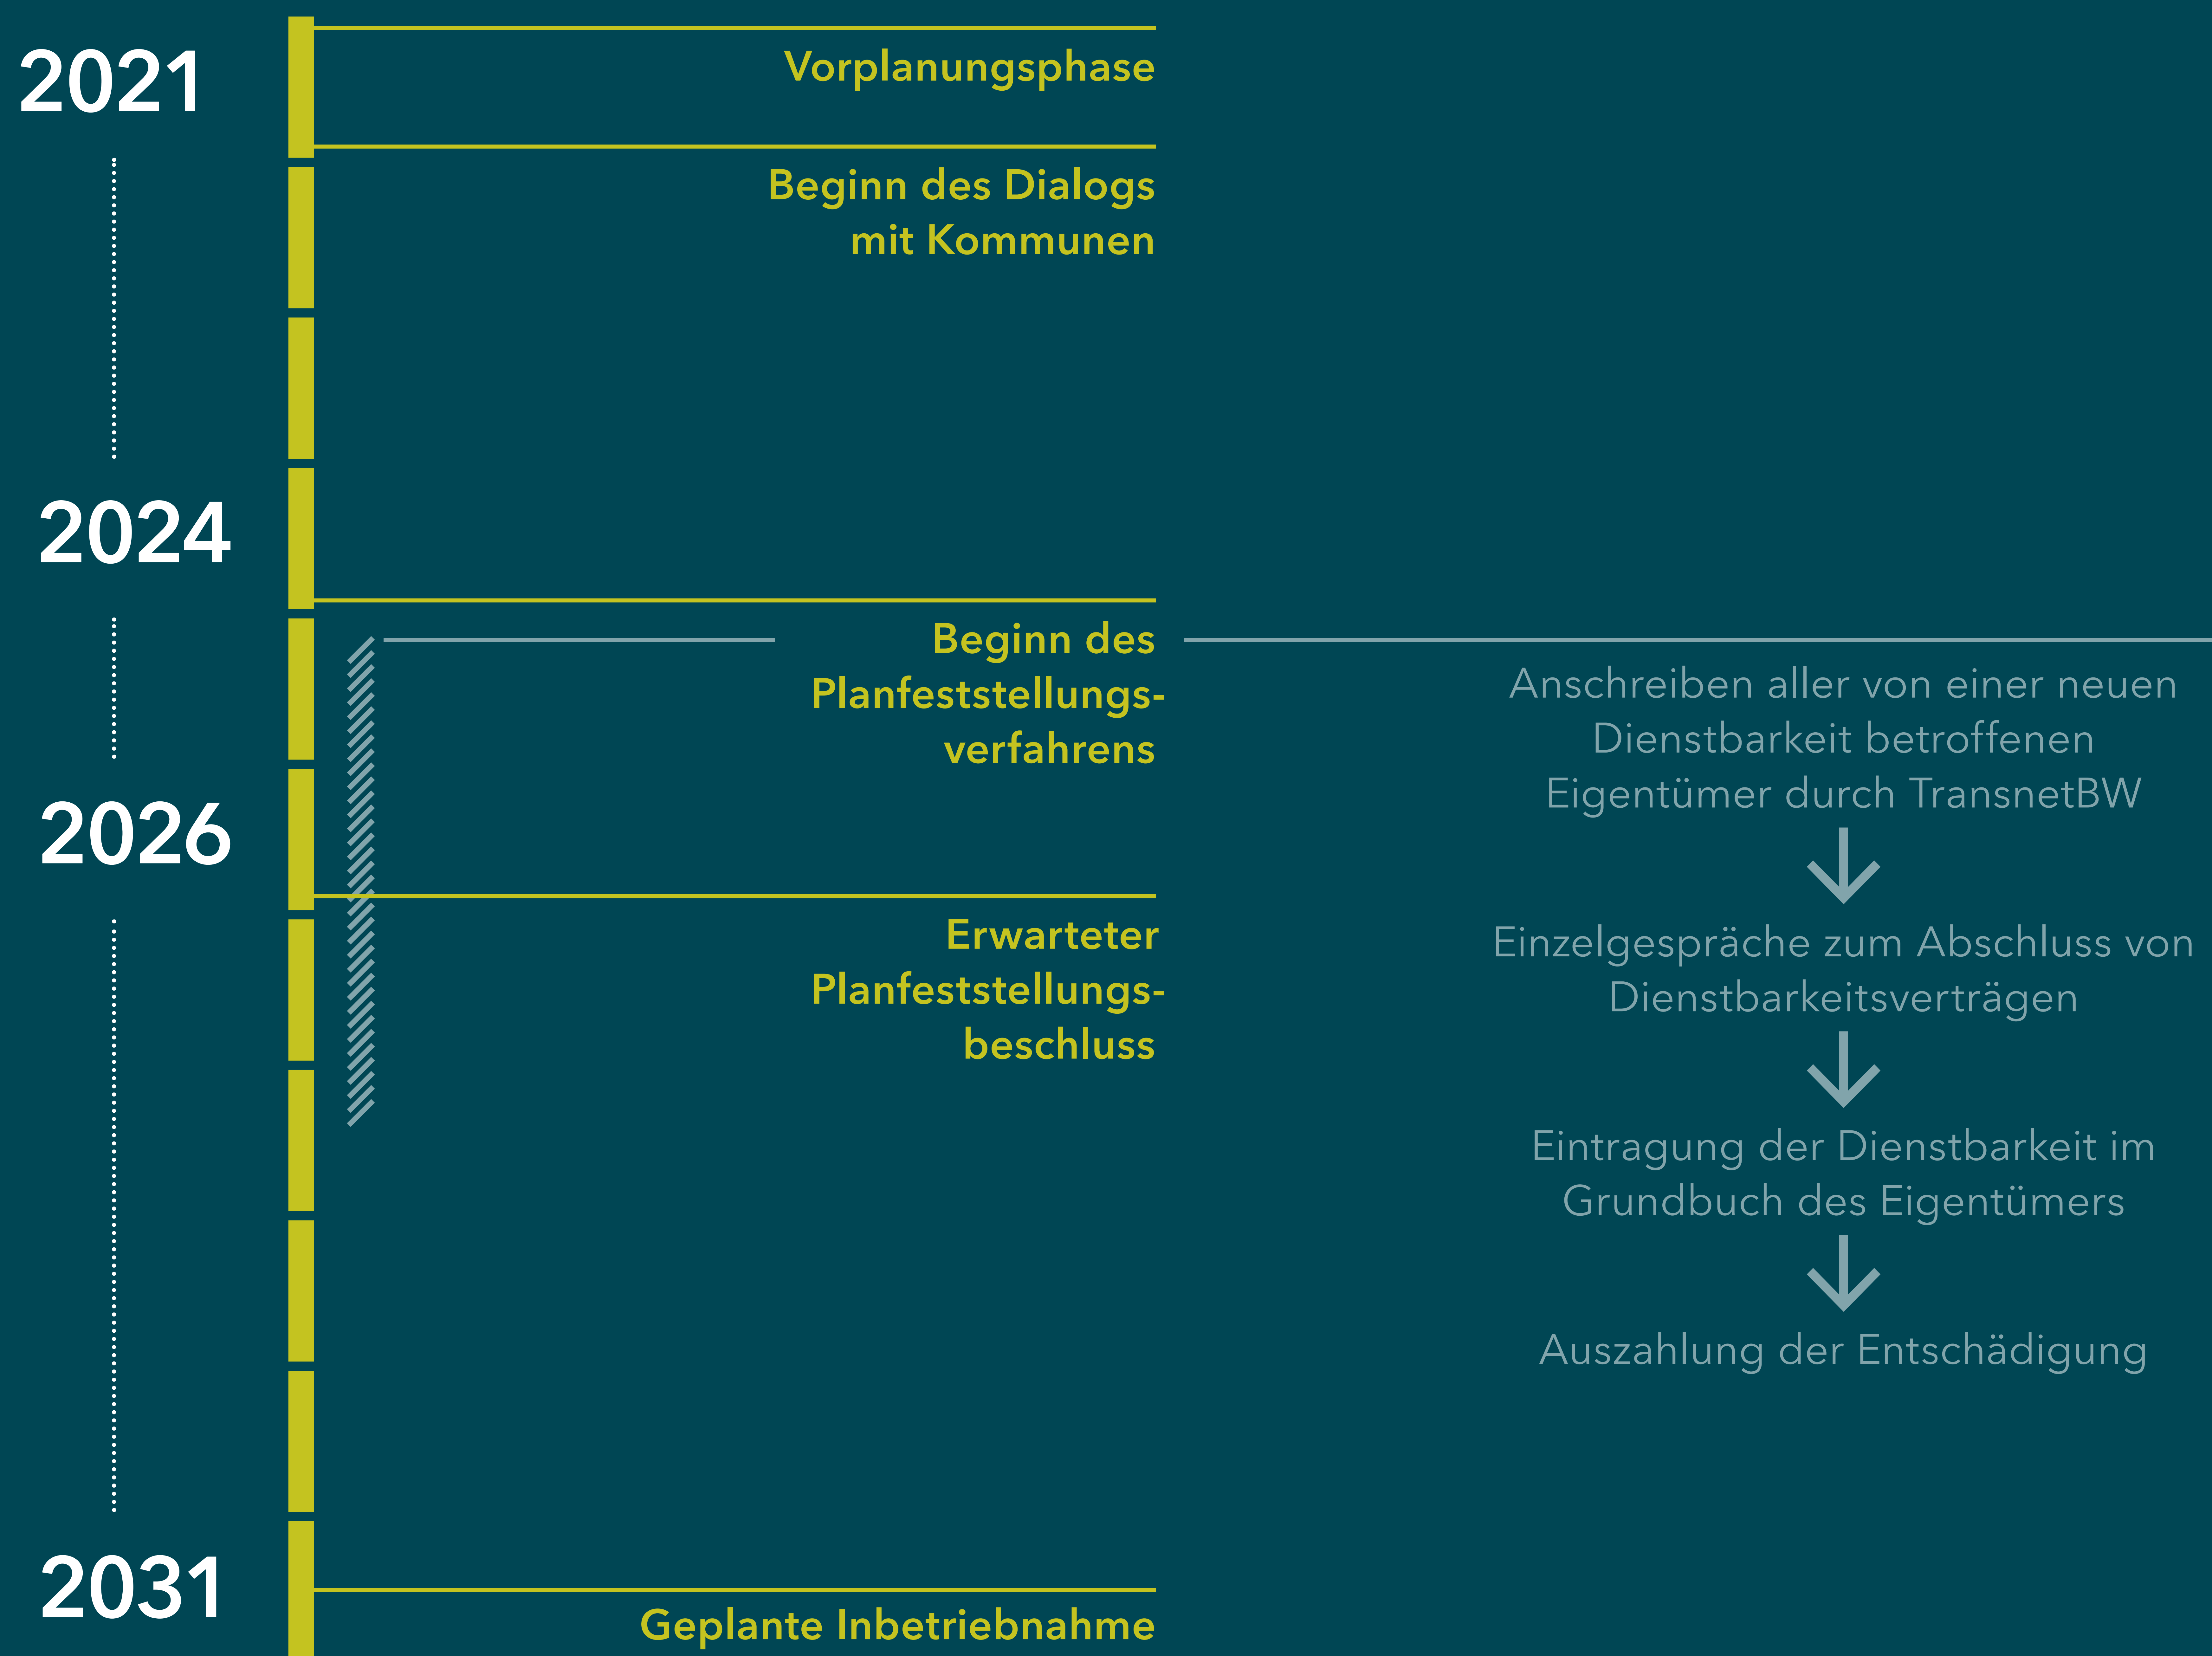 2021
Vorplanungsphase
Beginn des Dialogs
mit Kommunen
2024
Beginn des
Planfeststellungs-
verfahrens
Anschreiben aller von einer neuen
Dienstbarkeit betroffenen
Eigentümer durch TransnetBW
2026
Erwarteter
Planfeststellungs-
beschluss
Einzelgespräche zum Abschluss von
Dienstbarkeitsverträgen
Eintragung der Dienstbarkeit im
Grundbuch des Eigentümers
Auszahlung der Entschädigung
2031
Geplante Inbetriebnahme